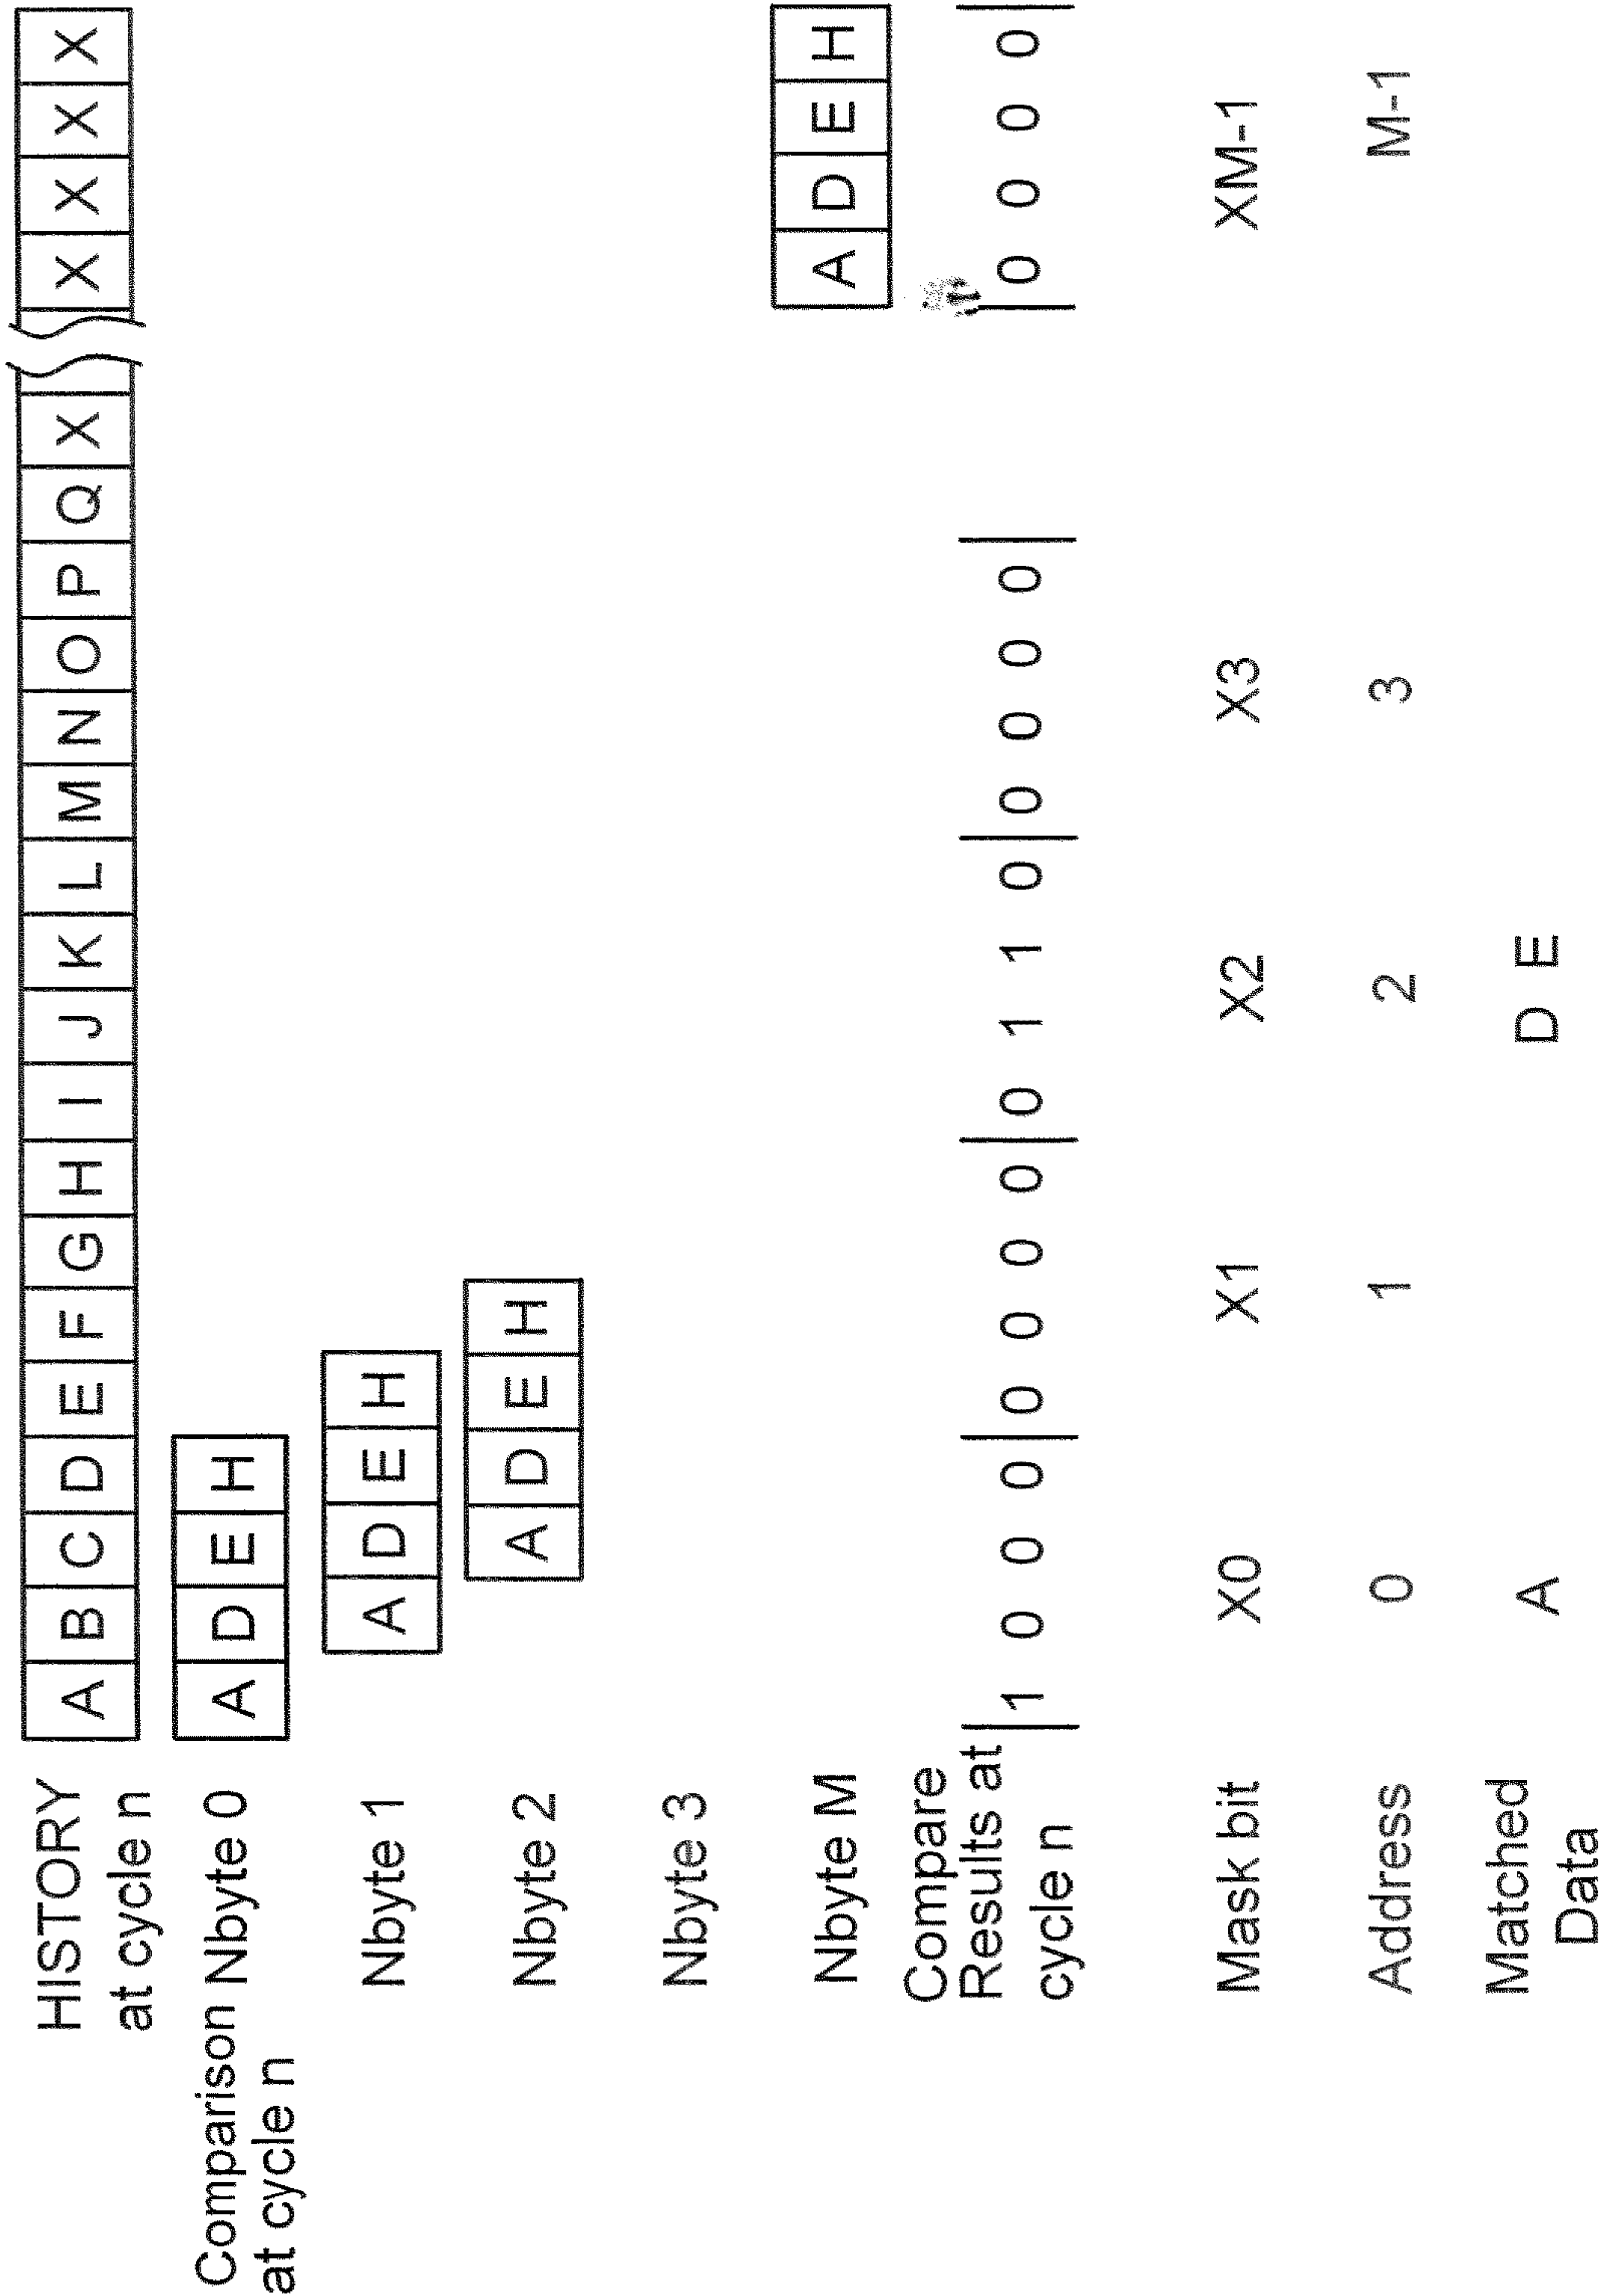 HISTORY A B C D E F G H I J K L M N O P Q X X X X X
at cycle n
Comparison Nbyte 0 A D E H
at cycle n
Nbyte 1 A D E H
Nbyte 2 A D E H
Nbyte 3
Nbyte M A D E H
Compare
Results at
cycle n 1 0 0 0 0 0 0 0 0 1 1 0 0 0 0 0 0 0 0 0
Mask bit X0 X1 X2 X3 XM-1
Address 0 1 2 3 M-1
Matched A D E
Data